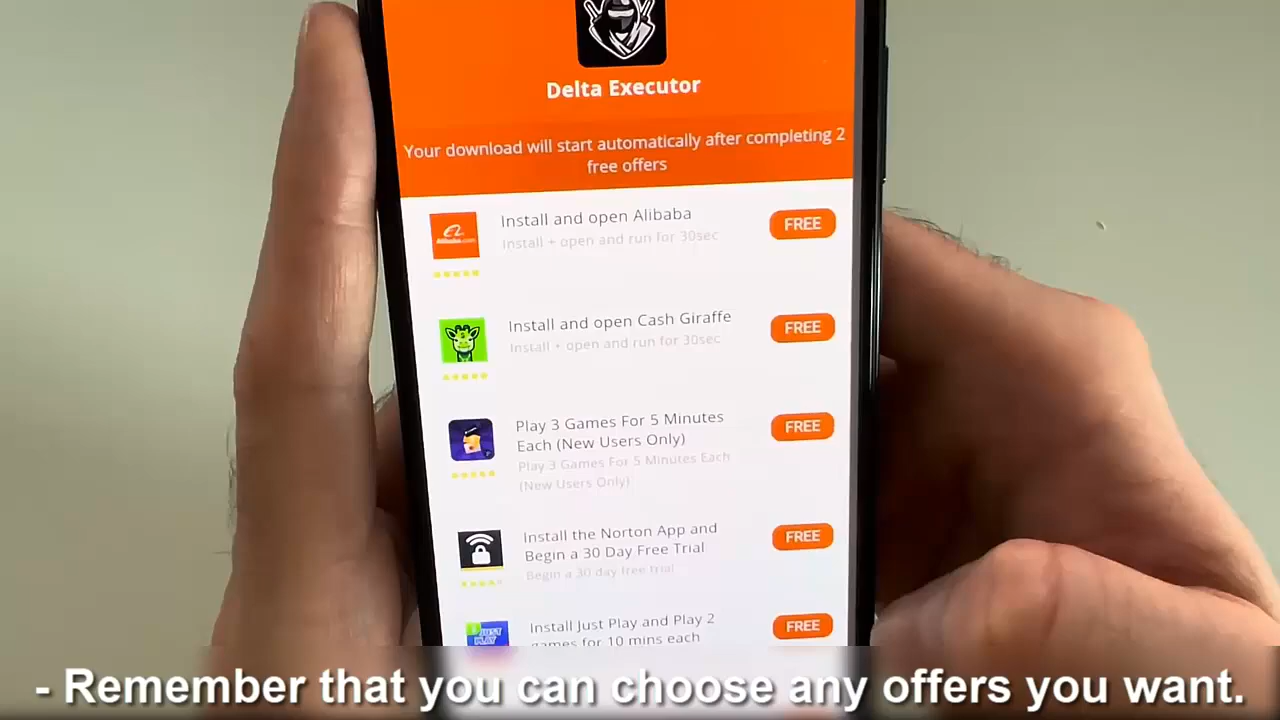 Delta Executor
Your download will start automatically after completing 2
free offers
Install and open Alibaba
FREE
Install + open and run for 30sec
Alibaba.com
Install and open Cash Giraffe
FREE
Install + open and run for 30sec
Play 3 Games For 5 Minutes
Each (New Users Only)
FREE
Play 3 Games For 5 Minutes Each
(New Users Only)
Install the Norton App and
Begin a 30 Day Free Trial
FREE
Begin a 30 day free trial
Install Just Play and Play 2
games for 10 mins each
FREE
JUST
PLAY
- Remember that you can choose any offers you want.